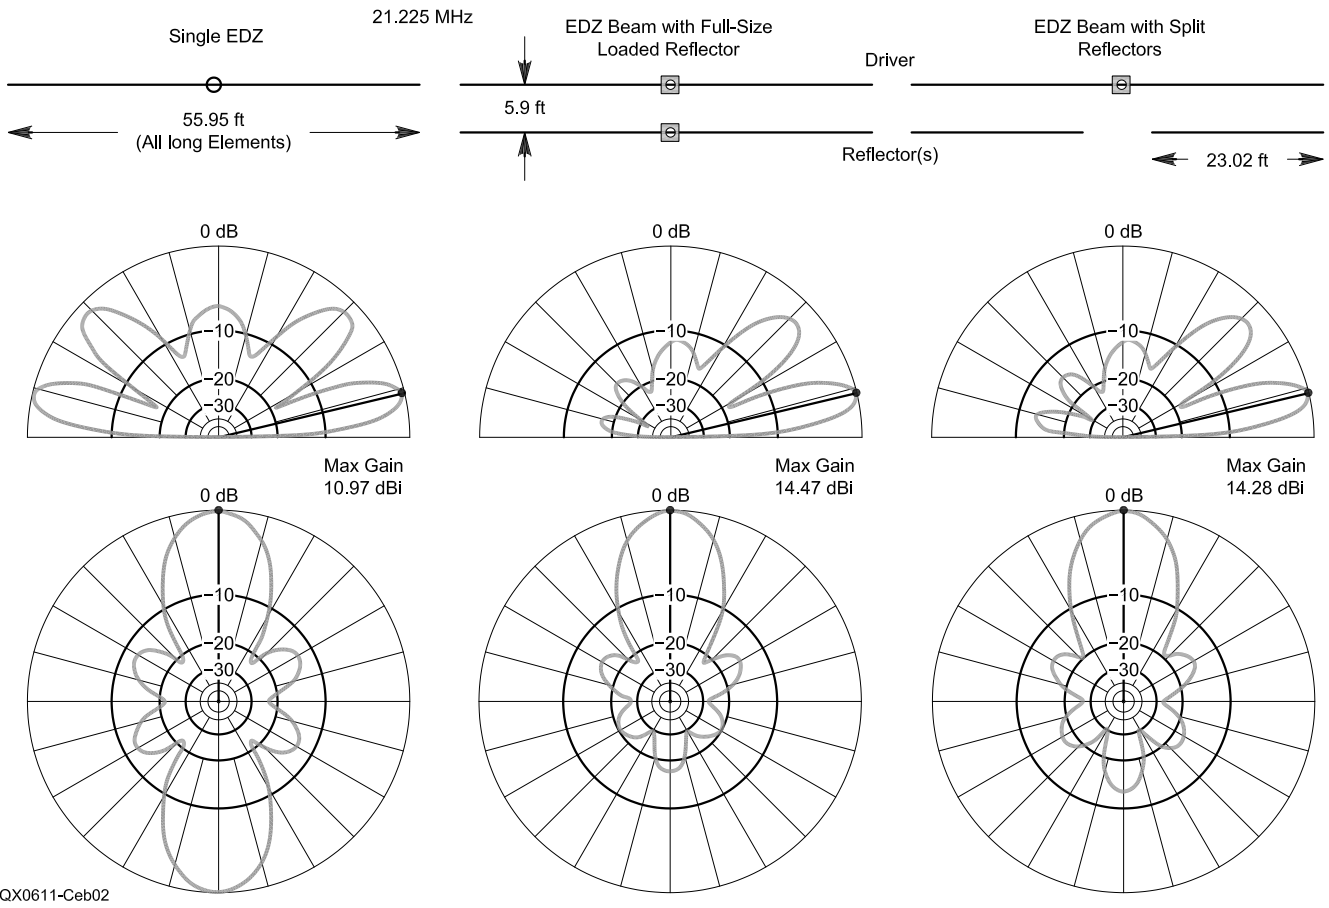 21.225 MHz
Single EDZ
EDZ Beam with Full-Size
Loaded Reflector
EDZ Beam with Split
Reflectors
Driver
55.95 ft
(All long Elements)
5.9 ft
Reflector(s)
23.02 ft
0 dB
−10
−20
−30
0 dB
−10
−20
−30
0 dB
−10
−20
−30
Max Gain
10.97 dBi
Max Gain
14.47 dBi
Max Gain
14.28 dBi
0 dB
−10
−20
−30
0 dB
−10
−20
−30
0 dB
−10
−20
−30
QX0611-Ceb02